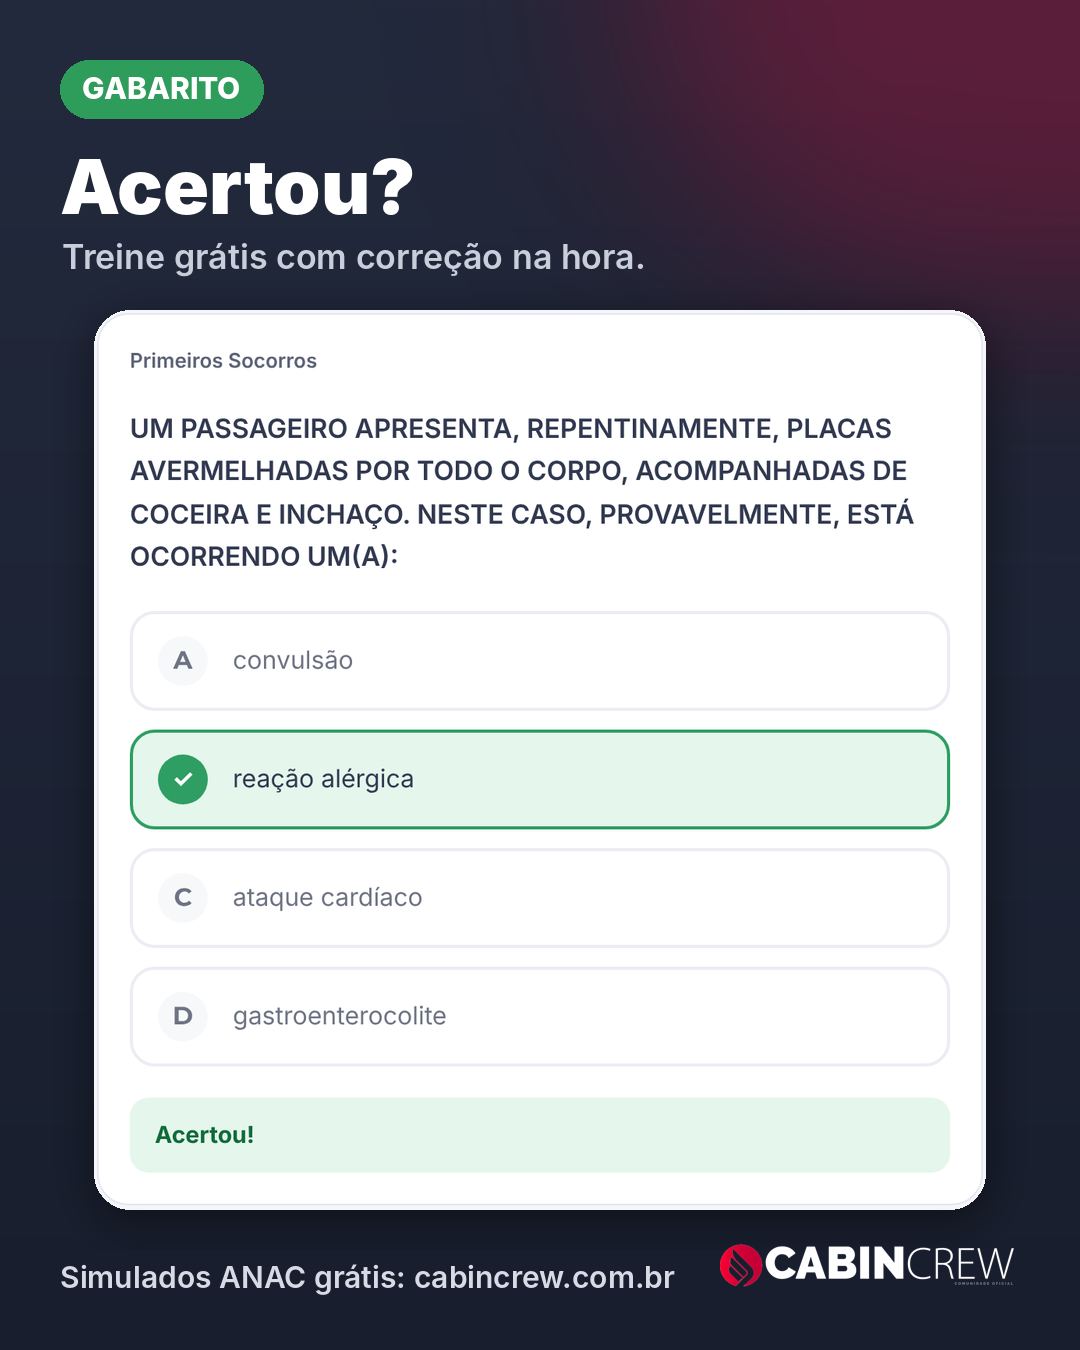 GABARITO
Acertou?
Treine grátis com correção na hora.
Primeiros Socorros
UM PASSAGEIRO APRESENTA, REPENTINAMENTE, PLACAS
AVERMELHADAS POR TODO O CORPO, ACOMPANHADAS DE
COCEIRA E INCHAÇO. NESTE CASO, PROVAVELMENTE, ESTÁ
OCORRENDO UM(A):
A convulsão
reação alérgica
C ataque cardíaco
D gastroenterocolite
Acertou!
Simulados ANAC grátis: cabincrew.com.br
CABINCREW
COMUNIDADE OFICIAL